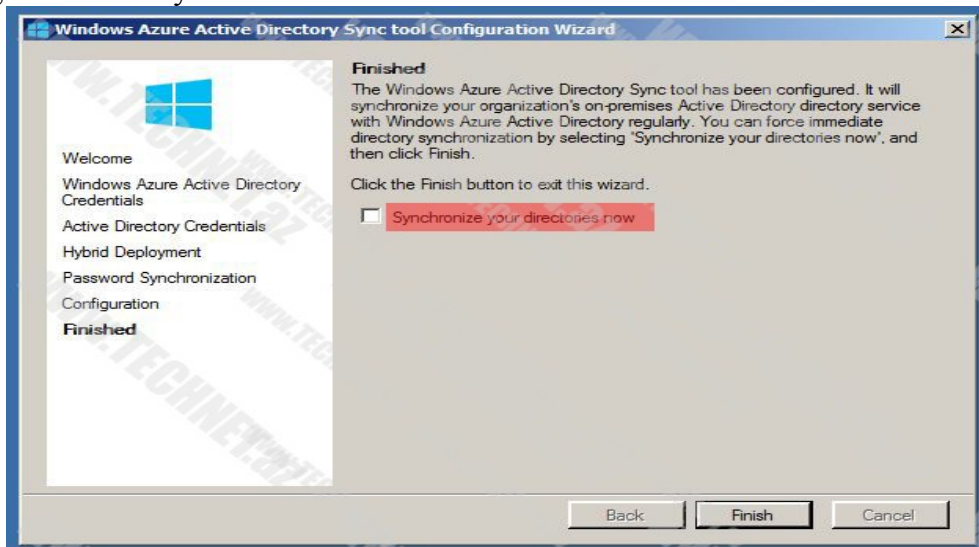 Windows Azure Active Directory Sync tool Configuration Wizard
Finished
The Windows Azure Active Directory Sync tool has been configured. It will
synchronize your organization's on-premises Active Directory directory service
with Windows Azure Active Directory regularly. You can force immediate
directory synchronization by selecting 'Synchronize your directories now', and
then click Finish.
Click the Finish button to exit this wizard.
Synchronize your directories now
Welcome
Windows Azure Active Directory
Credentials
Active Directory Credentials
Hybrid Deployment
Password Synchronization
Configuration
Finished
Back
Finish
Cancel
www.TECHNET.az